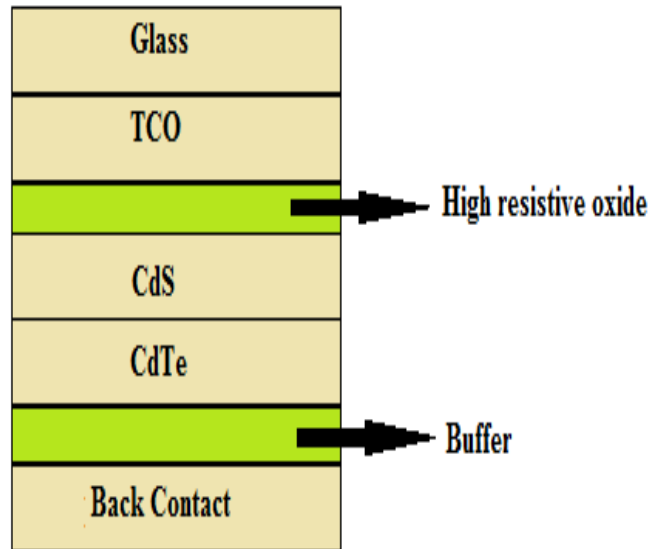 Glass
TCO
High resistive oxide
CdS
CdTe
Buffer
Back Contact